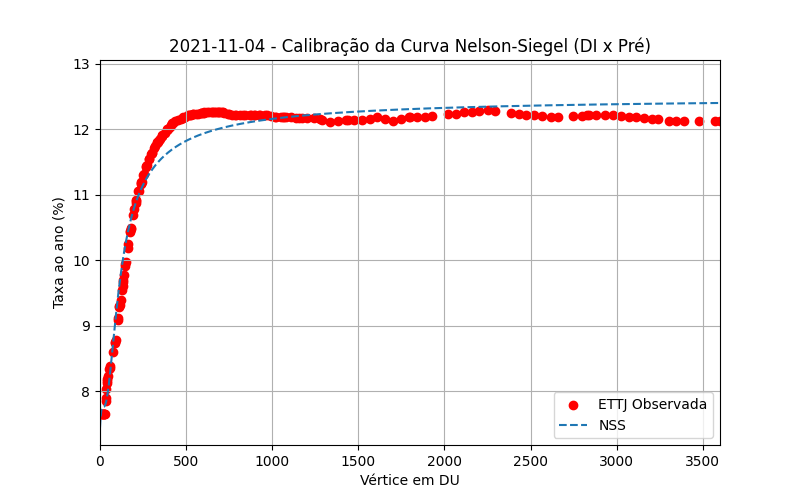 2021-11-04 - Calibração da Curva Nelson-Siegel (DI x Pré)
Taxa ao ano (%)
13
12
11
10
9
8
ETTJ Observada
NSS
0 500 1000 1500 2000 2500 3000 3500
Vértice em DU